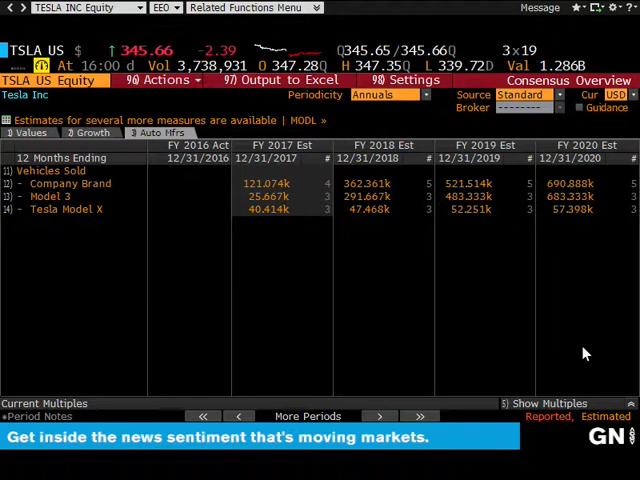 TESLA INC Equity EEO Related Functions Menu Message
TSLA US $ ↑ 345.66 -2.39 Q345.65/345.66Q 3×19
At 16:00 d Vol 3,738,931 O 347.28Q H 347.35Q L 339.72D Val 1.286B
TSLA US Equity 96) Actions 97) Output to Excel 98) Settings Consensus Overview
Tesla Inc Periodicity Annuals Source Standard Cur USD
Broker -------- Guidance
Estimates for several more measures are available | MODL »
1) Values 2) Growth 3) Auto Mfrs
FY 2016 Act FY 2017 Est FY 2018 Est FY 2019 Est FY 2020 Est
12 Months Ending 12/31/2016 12/31/2017 # 12/31/2018 # 12/31/2019 # 12/31/2020 #
11) Vehicles Sold
12) - Company Brand 121.074k 4 362.361k 5 521.514k 5 690.888k 5
13) - Model 3 25.667k 3 291.667k 3 483.333k 3 683.333k 3
14) - Tesla Model X 40.414k 3 47.468k 3 52.251k 3 57.398k 3
Current Multiples 5) Show Multiples
*Period Notes More Periods Reported, Estimated
Get inside the news sentiment that's moving markets. GN